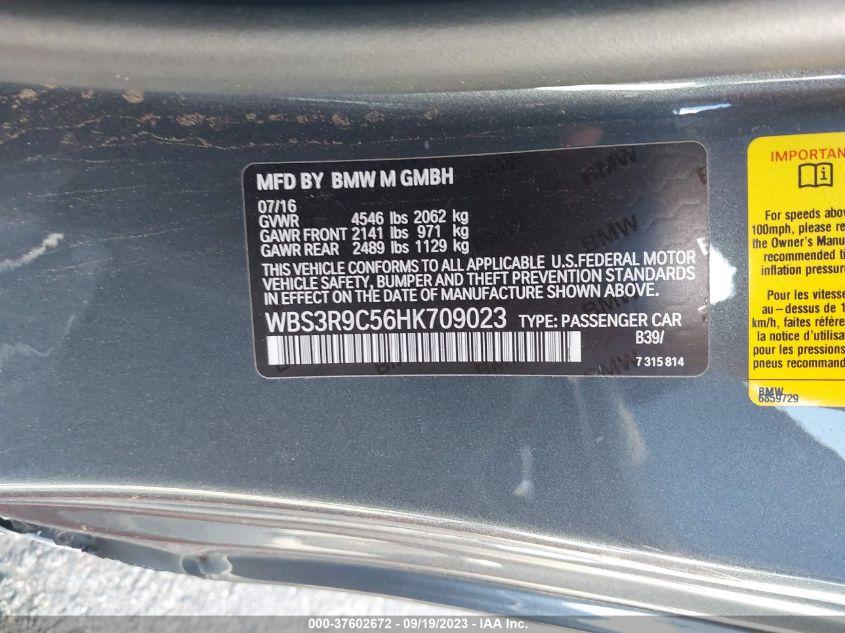 MFD BY BMW M GMBH
07/16
GVWR 4546 lbs 2062 kg
GAWR FRONT 2141 lbs 971 kg
GAWR REAR 2489 lbs 1129 kg
THIS VEHICLE CONFORMS TO ALL APPLICABLE U.S.FEDERAL MOTOR
VEHICLE SAFETY, BUMPER AND THEFT PREVENTION STANDARDS
IN EFFECT ON THE DATE OF MANUFACTURE SHOWN ABOVE.
WBS3R9C56HK709023 TYPE: PASSENGER CAR
B39/
7 315 814
IMPORTAN
For speeds above
100mph, please re
the Owner's Manu
recommended ti
inflation pressure
Pour les vitesse
au-dessus de 1
km/h, faites référe
la notice d'utilisat
pour les pressions
pneus recommand
BMW
6859729
000-37602672 - 09/19/2023 - IAA Inc.